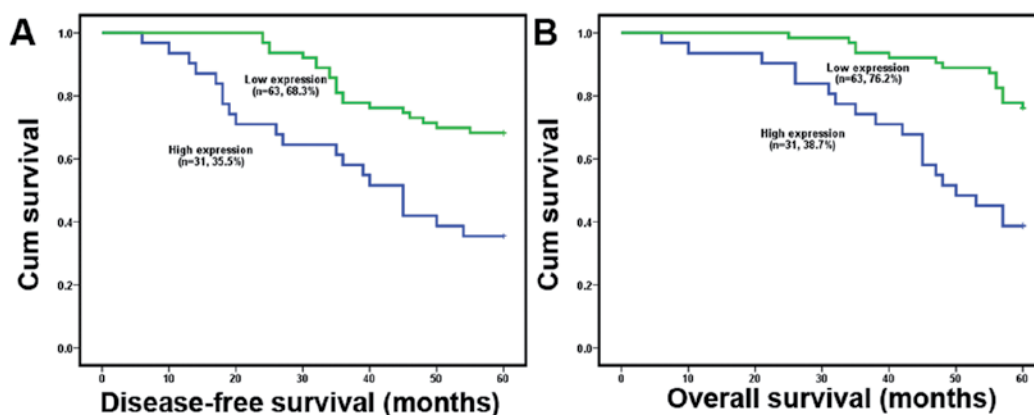 A
Cum survival
1.0
0.8
0.6
0.4
0.2
0.0
Low expression
(n=63, 68.3%)
High expression
(n=31, 35.5%)
0 10 20 30 40 50 60
Disease-free survival (months)
B
Cum survival
1.0
0.8
0.6
0.4
0.2
0.0
Low expression
(n=63, 76.2%)
High expression
(n=31, 38.7%)
0 10 20 30 40 50 60
Overall survival (months)